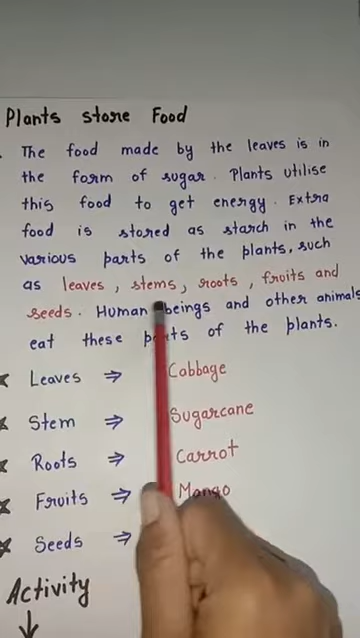 Plants store Food
The food made by the leaves is in
the form of sugar. Plants utilise
this food to get energy. Extra
food is stored as starch in the
various parts of the plants, such
as leaves, stems, roots, fruits and
seeds. Human beings and other animals
eat these parts of the plants.
Leaves ⇒ Cabbage
Stem ⇒ Sugarcane
Roots ⇒ Carrot
Fruits ⇒ Mango
Seeds ⇒
Activity